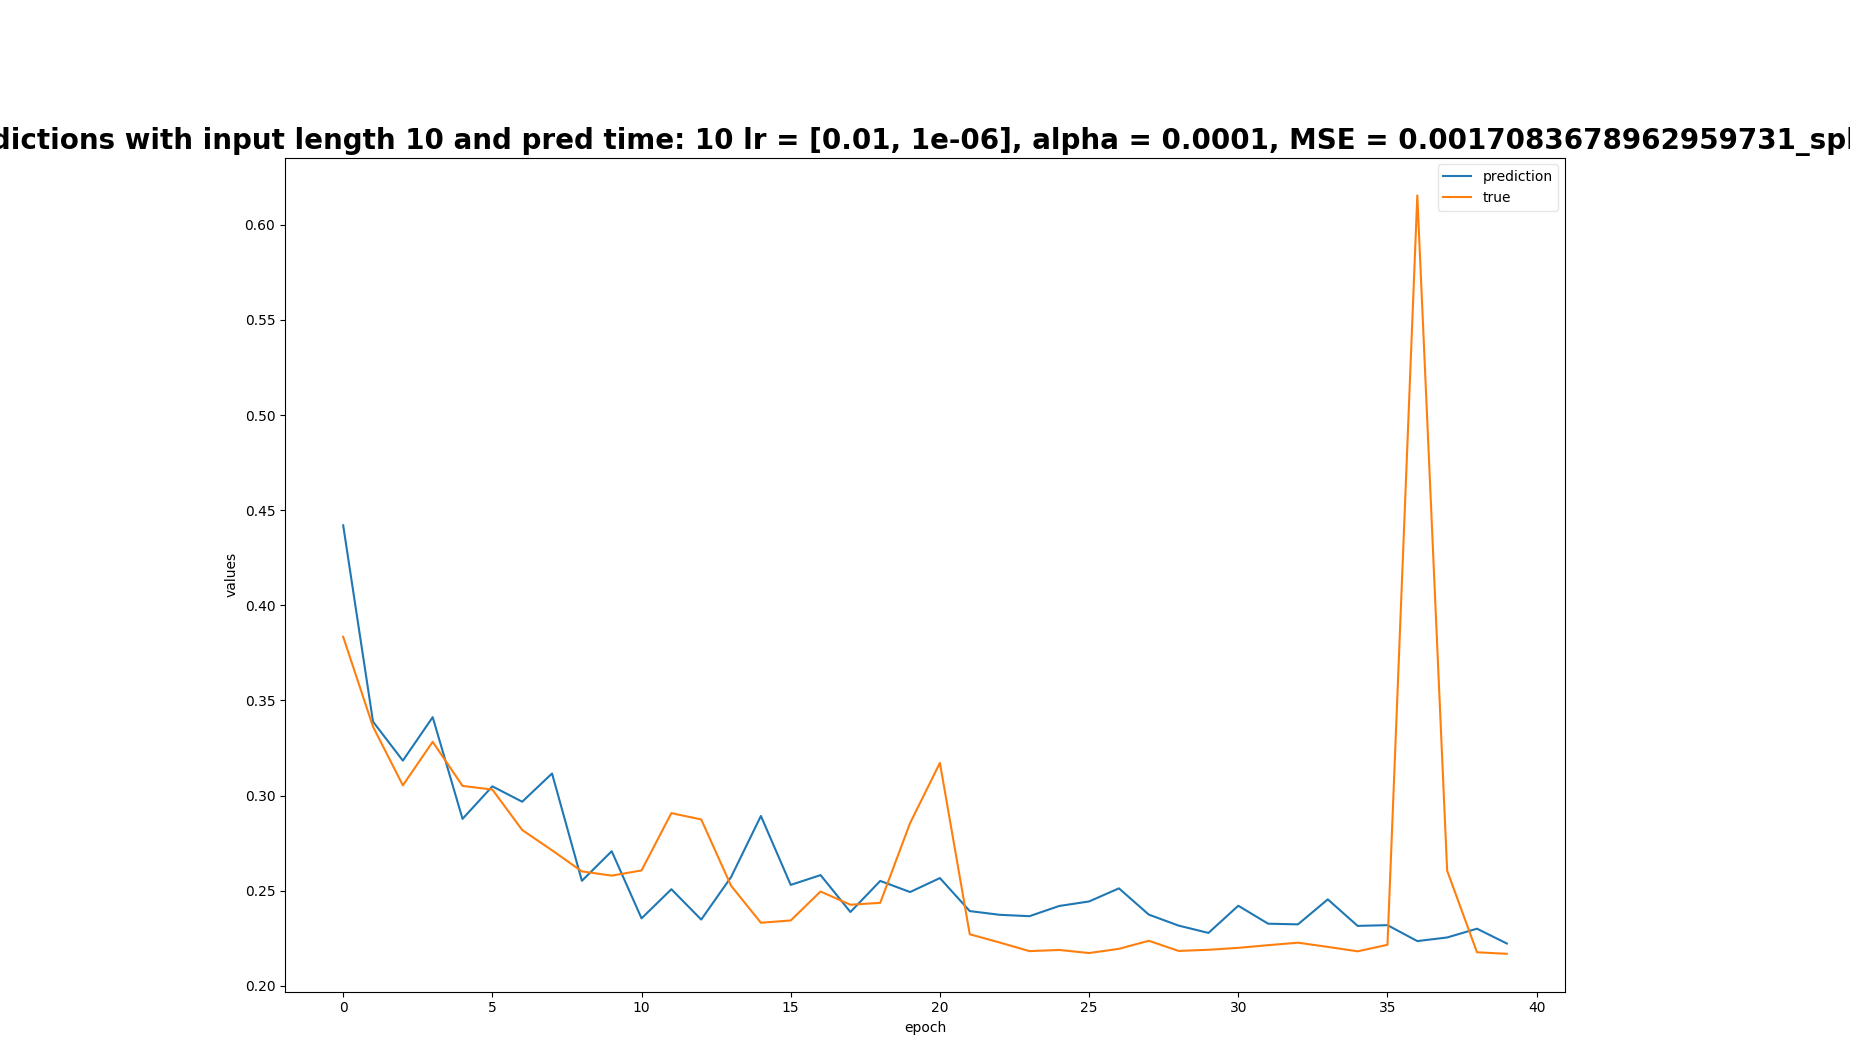 dictions with input length 10 and pred time: 10 lr = [0.01, 1e-06], alpha = 0.0001, MSE = 0.0017083678962959731_spl
prediction
true
0.60
0.55
0.50
0.45
0.40
0.35
0.30
0.25
0.20
values
0 5 10 15 20 25 30 35 40
epoch